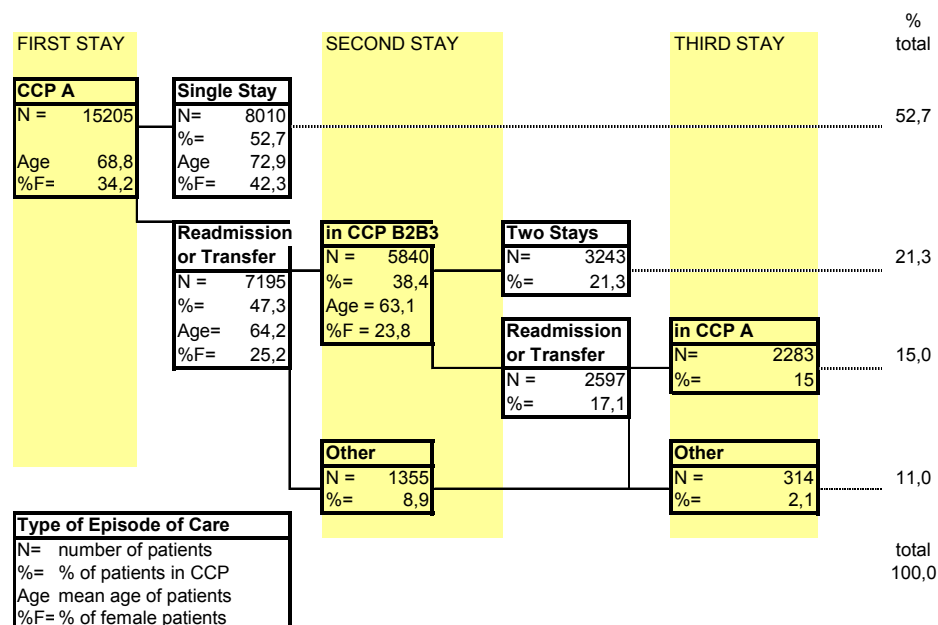 %
FIRST STAY SECOND STAY THIRD STAY total
CCP A Single Stay
N = 15205 N= 8010 52,7
%= 52,7
Age 68,8 Age 72,9
%F= 34,2 %F= 42,3
Readmission in CCP B2B3 Two Stays
or Transfer N = 5840 N= 3243 21,3
N = 7195 %= 38,4 %= 21,3
%= 47,3 Age = 63,1
Age= 64,2 %F = 23,8 Readmission in CCP A
%F= 25,2 or Transfer N= 2283 15,0
N = 2597 %= 15
%= 17,1
Other Other
N = 1355 N = 314 11,0
%= 8,9 %= 2,1
Type of Episode of Care
N= number of patients total
%= % of patients in CCP 100,0
Age mean age of patients
%F= % of female patients